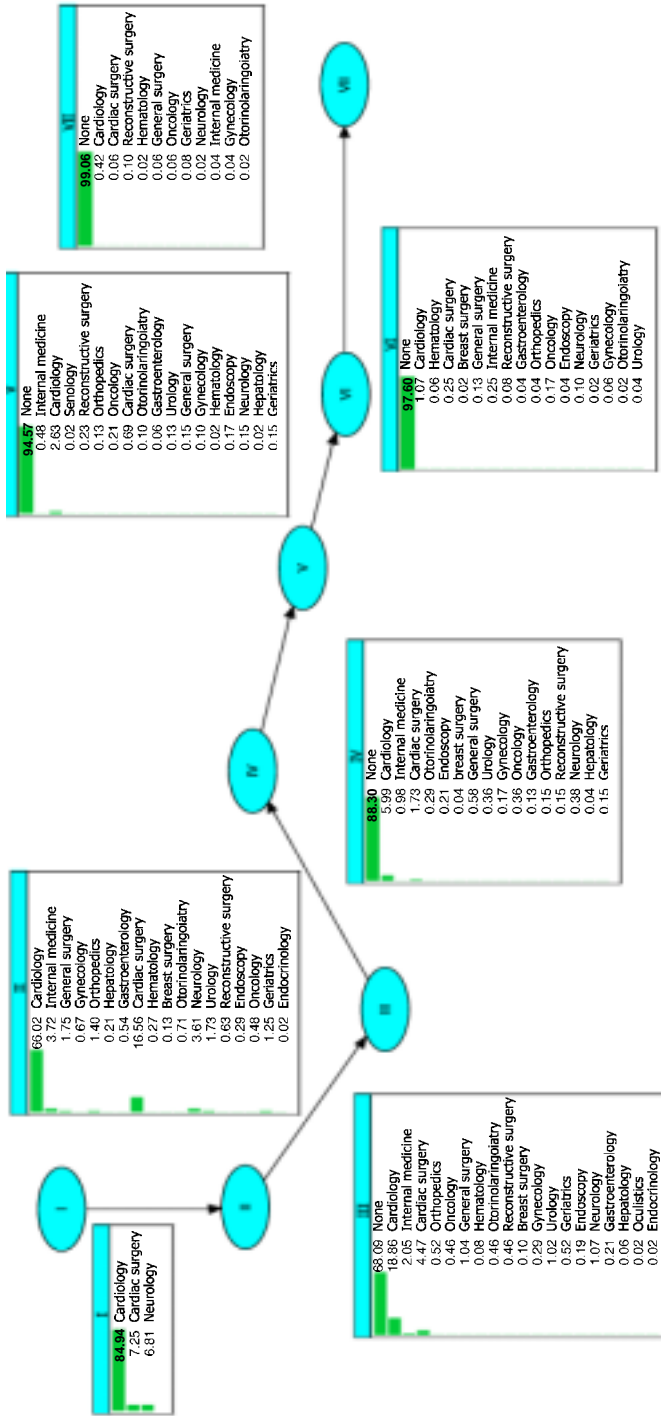 I
84.94 Cardiology
7.25 Cardiac surgery
6.81 Neurology
I
II
66.02 Cardiology
3.72 Internal medicine
1.75 General surgery
0.67 Gynecology
1.40 Orthopedics
0.21 Hepatology
0.54 Gastroenterology
16.56 Cardiac surgery
0.27 Hematology
0.13 Breast surgery
0.71 Otorinolaringoiatry
3.61 Neurology
1.73 Urology
0.63 Reconstructive surgery
0.29 Endoscopy
0.48 Oncology
1.25 Geriatrics
0.02 Endocrinology
II
III
68.09 None
18.86 Cardiology
2.05 Internal medicine
4.47 Cardiac surgery
0.52 Orthopedics
0.46 Oncology
1.04 General surgery
0.08 Hematology
0.46 Otorinolaringoiatry
0.46 Reconstructive surgery
0.10 Breast surgery
0.29 Gynecology
1.02 Urology
0.52 Geriatrics
0.19 Endoscopy
1.07 Neurology
0.21 Gastroenterology
0.06 Hepatology
0.02 Oculistics
0.02 Endocrinology
III
IV
IV
88.30 None
5.99 Cardiology
0.98 Internal medicine
1.73 Cardiac surgery
0.29 Otorinolaringoiatry
0.21 Endoscopy
0.04 breast surgery
0.58 General surgery
0.36 Urology
0.17 Gynecology
0.36 Oncology
0.13 Gastroenterology
0.15 Orthopedics
0.15 Reconstructive surgery
0.38 Neurology
0.04 Hepatology
0.15 Geriatrics
V
94.57 None
0.48 Internal medicine
2.63 Cardiology
0.02 Senology
0.23 Reconstructive surgery
0.13 Orthopedics
0.21 Oncology
0.69 Cardiac surgery
0.10 Otorinolaringoiatry
0.06 Gastroenterology
0.13 Urology
0.15 General surgery
0.10 Gynecology
0.02 Hematology
0.17 Endoscopy
0.15 Neurology
0.02 Hepatology
0.15 Geriatrics
V
VI
VI
97.60 None
1.07 Cardiology
0.06 Hematology
0.25 Cardiac surgery
0.02 Breast surgery
0.13 General surgery
0.25 Internal medicine
0.08 Reconstructive surgery
0.04 Gastroenterology
0.04 Orthopedics
0.17 Oncology
0.04 Endoscopy
0.10 Neurology
0.02 Geriatrics
0.06 Gynecology
0.02 Otorinolaringoiatry
0.04 Urology
VII
99.06 None
0.42 Cardiology
0.06 Cardiac surgery
0.10 Reconstructive surgery
0.02 Hematology
0.06 General surgery
0.06 Oncology
0.08 Geriatrics
0.02 Neurology
0.04 Internal medicine
0.04 Gynecology
0.02 Otorinolaringoiatry